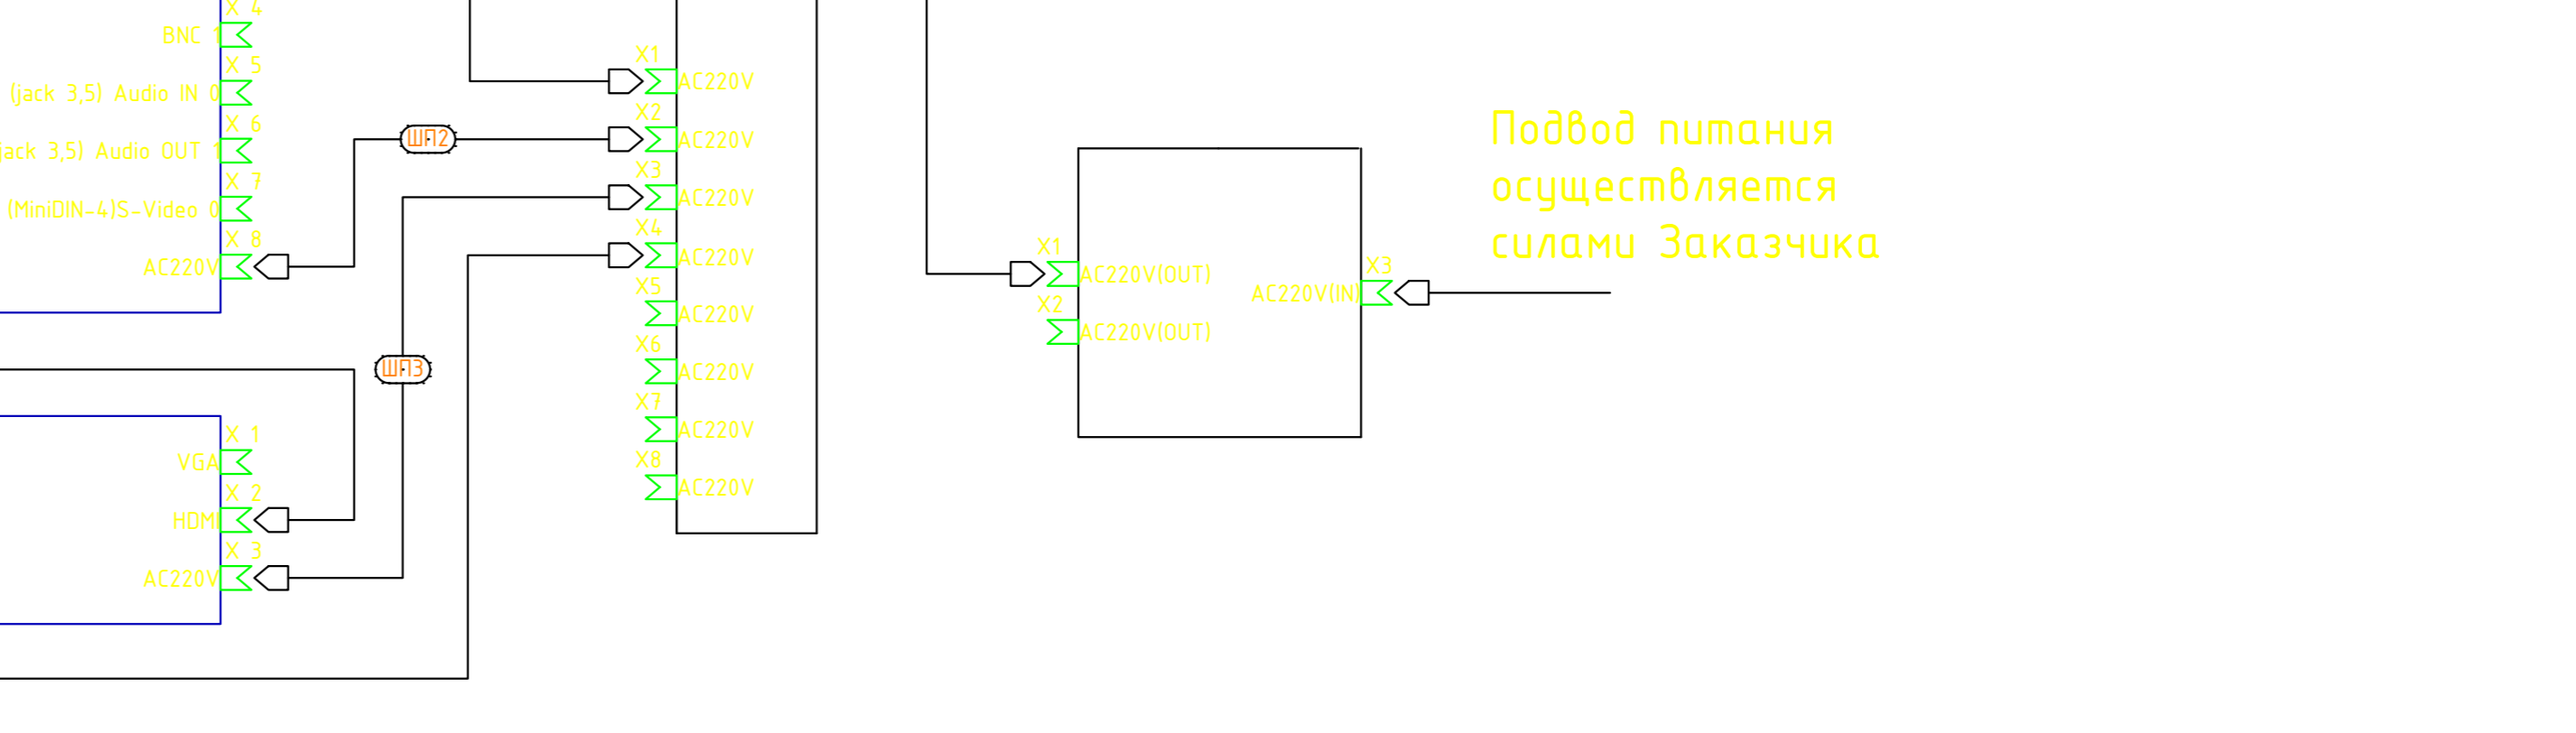 X 4
BNC 1
X 5
(jack 3,5) Audio IN 0
X 6
jack 3,5) Audio OUT 1
X 7
(MiniDIN-4)S-Video 0
X 8
AC220V
X 1
VGA
X 2
HDMI
X 3
AC220V
ШП2
ШП3
X1
AC220V
X2
AC220V
X3
AC220V
X4
AC220V
X5
AC220V
X6
AC220V
X7
AC220V
X8
AC220V
X1
AC220V(OUT)
X2
AC220V(OUT)
X3
AC220V(IN)
Подвод питания
осуществляется
силами Заказчика